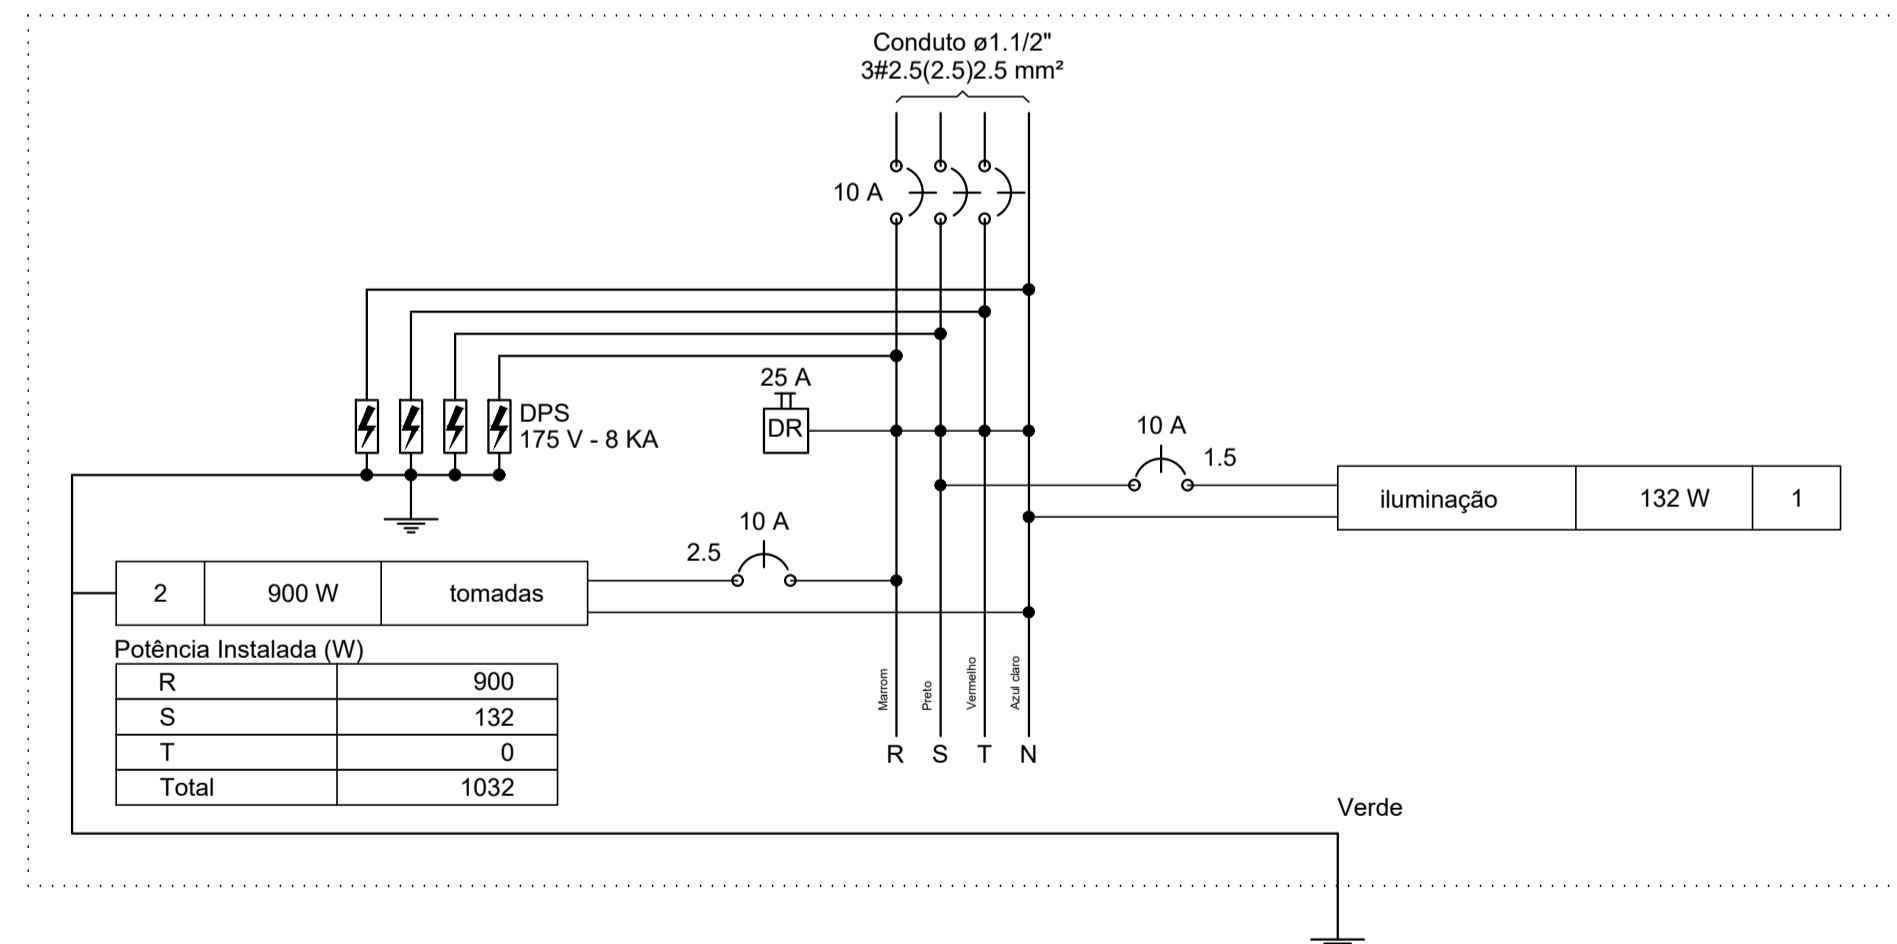 Conduto ø1.1/2"
3#2.5(2.5)2.5 mm²
10 A
25 A
DPS
175 V - 8 KA
DR
10 A
1.5
iluminação 132 W 1
10 A
2.5
2 900 W tomadas
Potência Instalada (W)
R 900
S 132
T 0
Total 1032
Marrom
Preto
Vermelho
Azul claro
R S T N
Verde